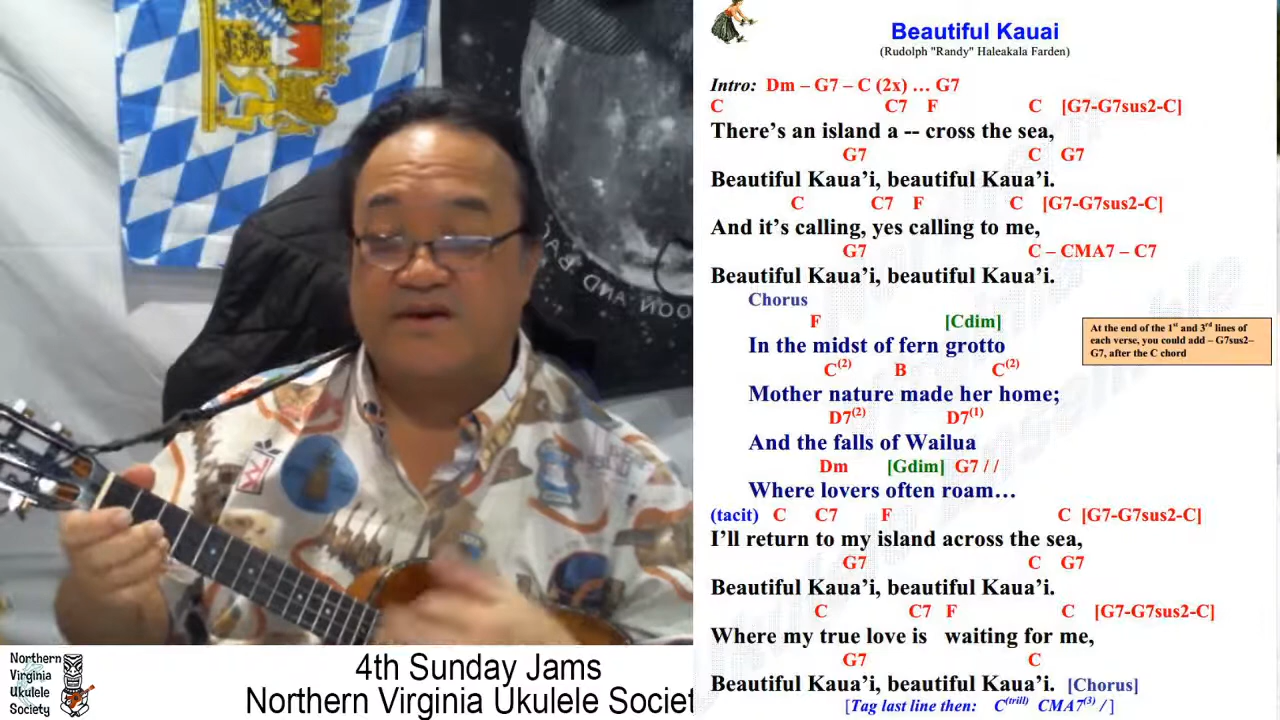 Beautiful Kauai
(Rudolph "Randy" Haleakala Farden)
Intro: Dm – G7 – C (2x) … G7
C C7 F C [G7-G7sus2-C]
There’s an island a -- cross the sea,
G7 C G7
Beautiful Kaua’i, beautiful Kaua’i.
C C7 F C [G7-G7sus2-C]
And it’s calling, yes calling to me,
G7 C – CMA7 – C7
Beautiful Kaua’i, beautiful Kaua’i.
Chorus
F [Cdim]
In the midst of fern grotto
C(2) B C(2)
Mother nature made her home;
D7(2) D7(1)
And the falls of Wailua
Dm [Gdim] G7 / /
Where lovers often roam…
(tacit) C C7 F C [G7-G7sus2-C]
I’ll return to my island across the sea,
G7 C G7
Beautiful Kaua’i, beautiful Kaua’i.
C C7 F C [G7-G7sus2-C]
Where my true love is waiting for me,
G7 C
Beautiful Kaua’i, beautiful Kaua’i. [Chorus]
[Tag last line then: C(trill) CMA7(3) / ]
At the end of the 1st and 3rd lines of
each verse, you could add – G7sus2–
G7, after the C chord
MOON AND BAC
Northern
Virginia
Ukulele
Society
4th Sunday Jams
Northern Virginia Ukulele Societ